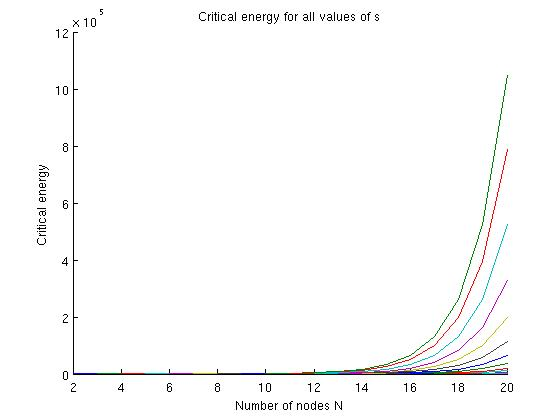 Critical energy for all values of s
× 10^5
12
10
8
6
4
2
0
Critical energy
2 4 6 8 10 12 14 16 18 20
Number of nodes N